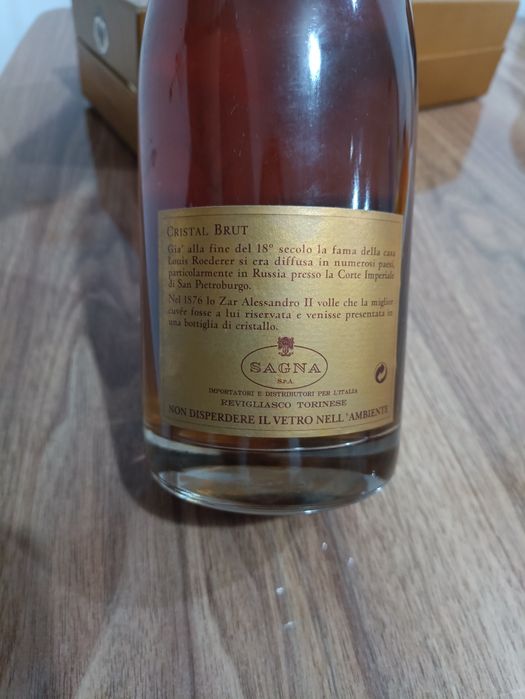 CRISTAL BRUT
Gia' alla fine del 18° secolo la fama della casa
Louis Roederer si era diffusa in numerosi paesi,
particolarmente in Russia presso la Corte Imperiale
di San Pietroburgo.
Nel 1876 lo Zar Alessandro II volle che la miglior
cuvée fosse a lui riservata e venisse presentata in
una bottiglia di cristallo.
SAGNA
S.P.A.
IMPORTATORI E DISTRIBUTORI PER L'ITALIA
REVIGLIASCO TORINESE
NON DISPERDERE IL VETRO NELL'AMBIENTE